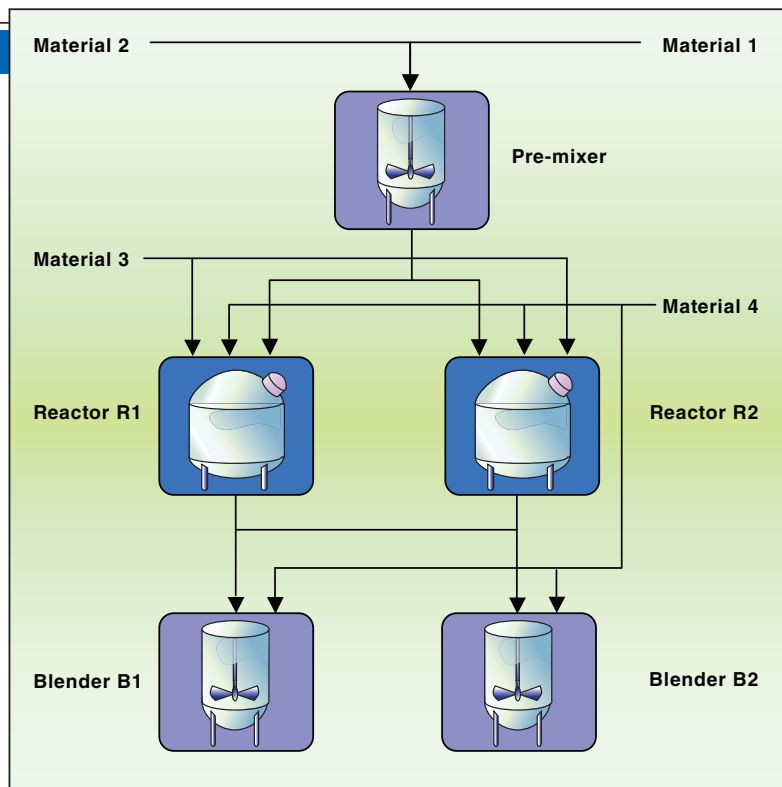 Material 2
Material 1
Pre-mixer
Material 3
Material 4
Reactor R1
Reactor R2
Blender B1
Blender B2